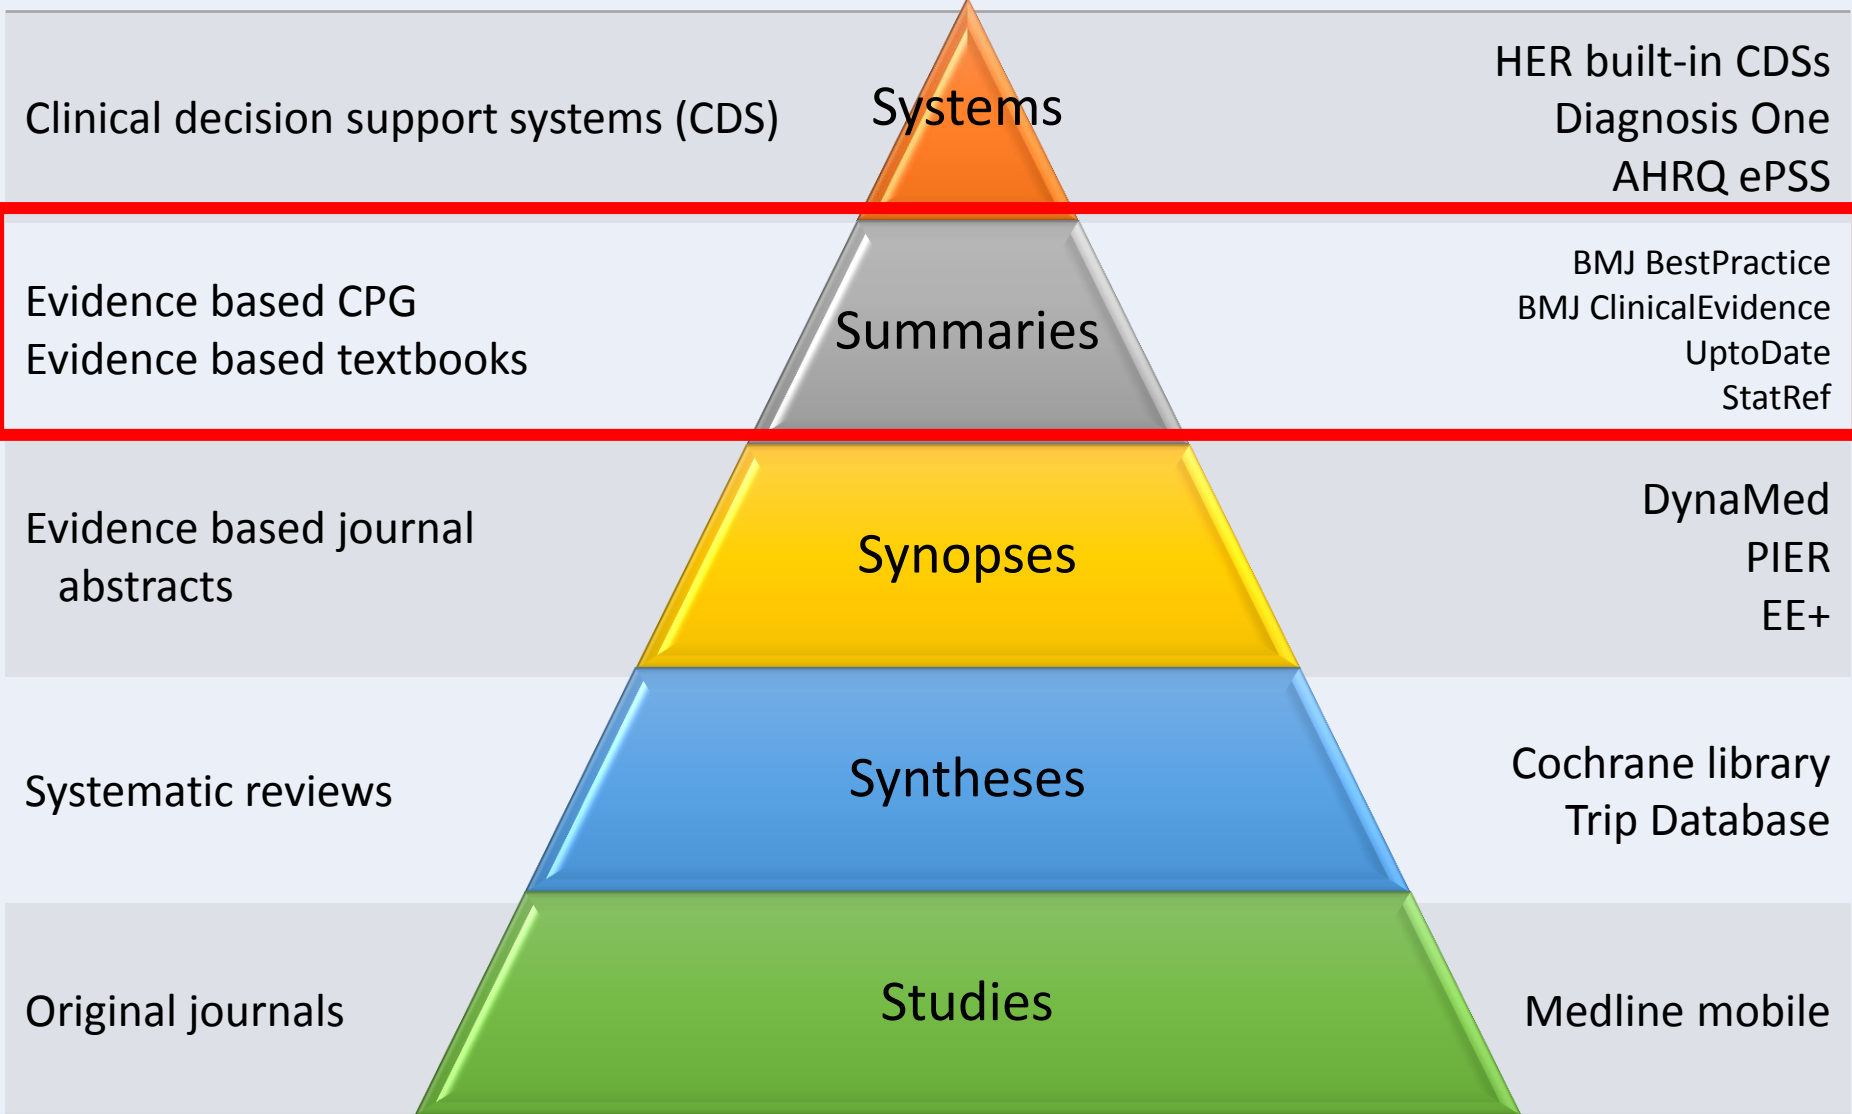 Clinical decision support systems (CDS)
Systems
HER built-in CDSs
Diagnosis One
AHRQ ePSS
Evidence based CPG
Evidence based textbooks
Summaries
BMJ BestPractice
BMJ ClinicalEvidence
UptoDate
StatRef
Evidence based journal
abstracts
Synopses
DynaMed
PIER
EE+
Systematic reviews
Syntheses
Cochrane library
Trip Database
Original journals
Studies
Medline mobile